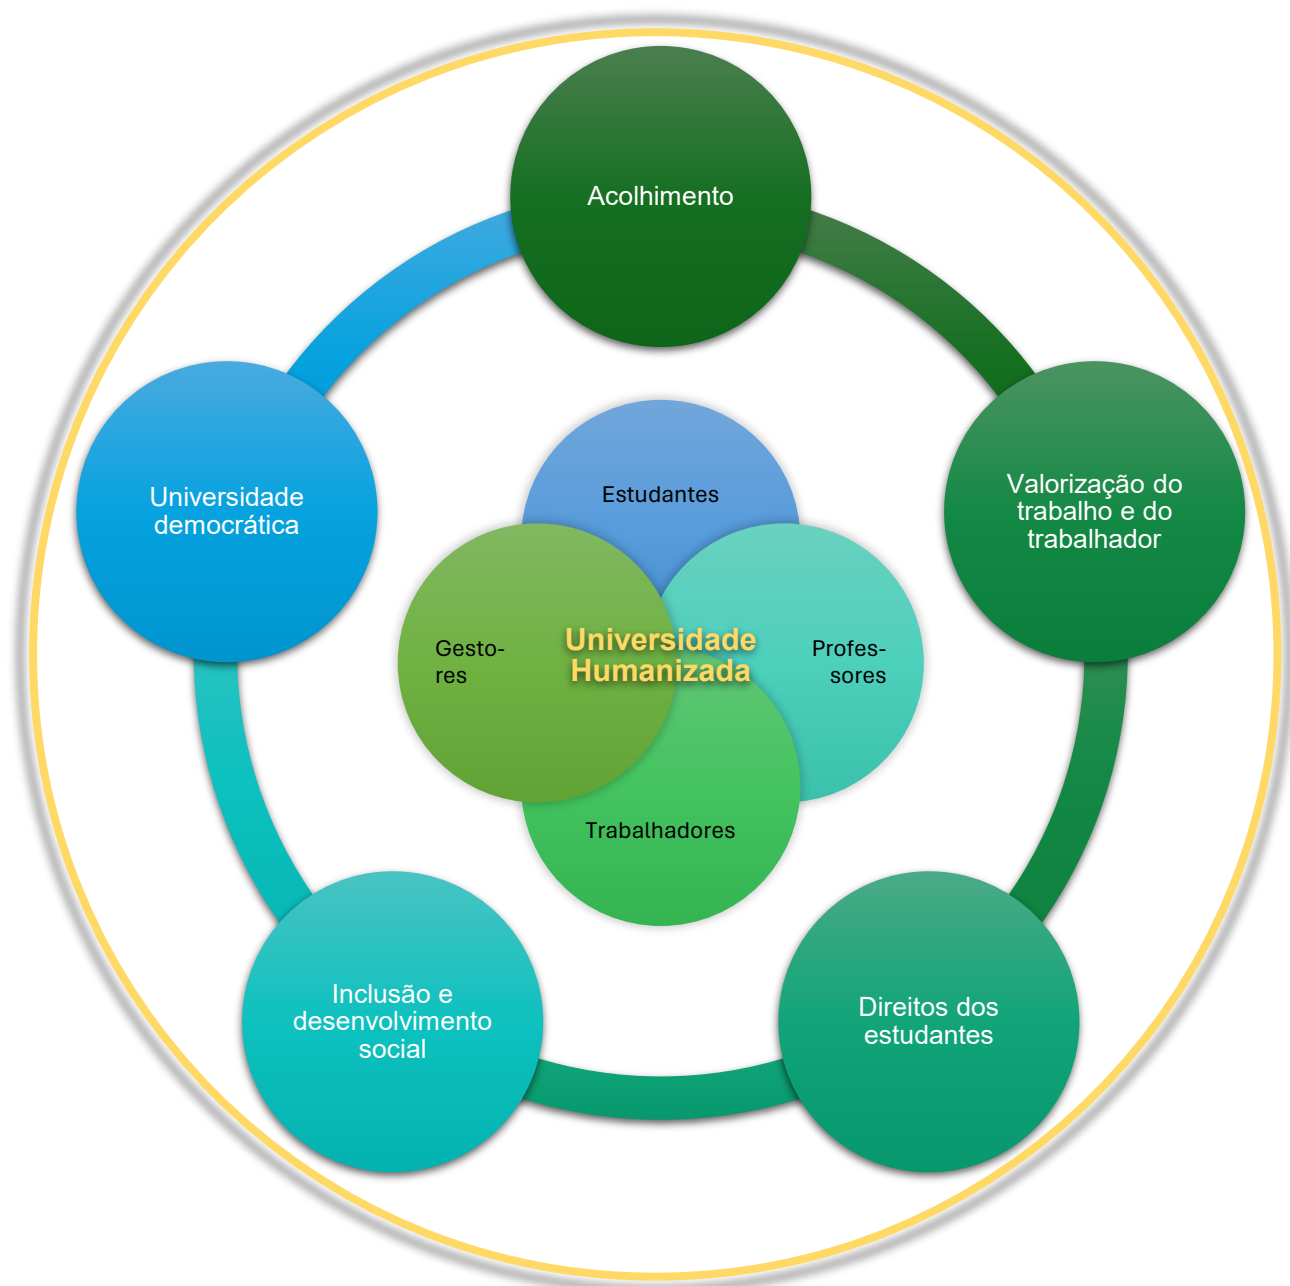 Acolhimento
Universidade
democrática
Valorização do
trabalho e do
trabalhador
Estudantes
Gesto-
res
Universidade
Humanizada
Profes-
sores
Trabalhadores
Inclusão e
desenvolvimento
social
Direitos dos
estudantes